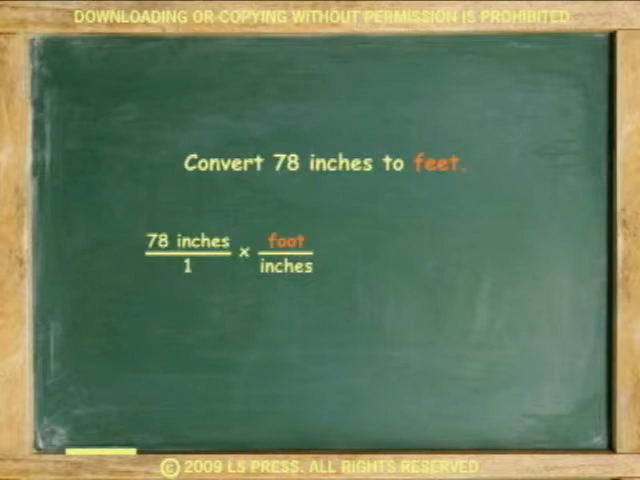 DOWNLOADING OR COPYING WITHOUT PERMISSION IS PROHIBITED.
Convert 78 inches to feet.
78 inches × foot
1 inches
© 2009 LS PRESS. ALL RIGHTS RESERVED